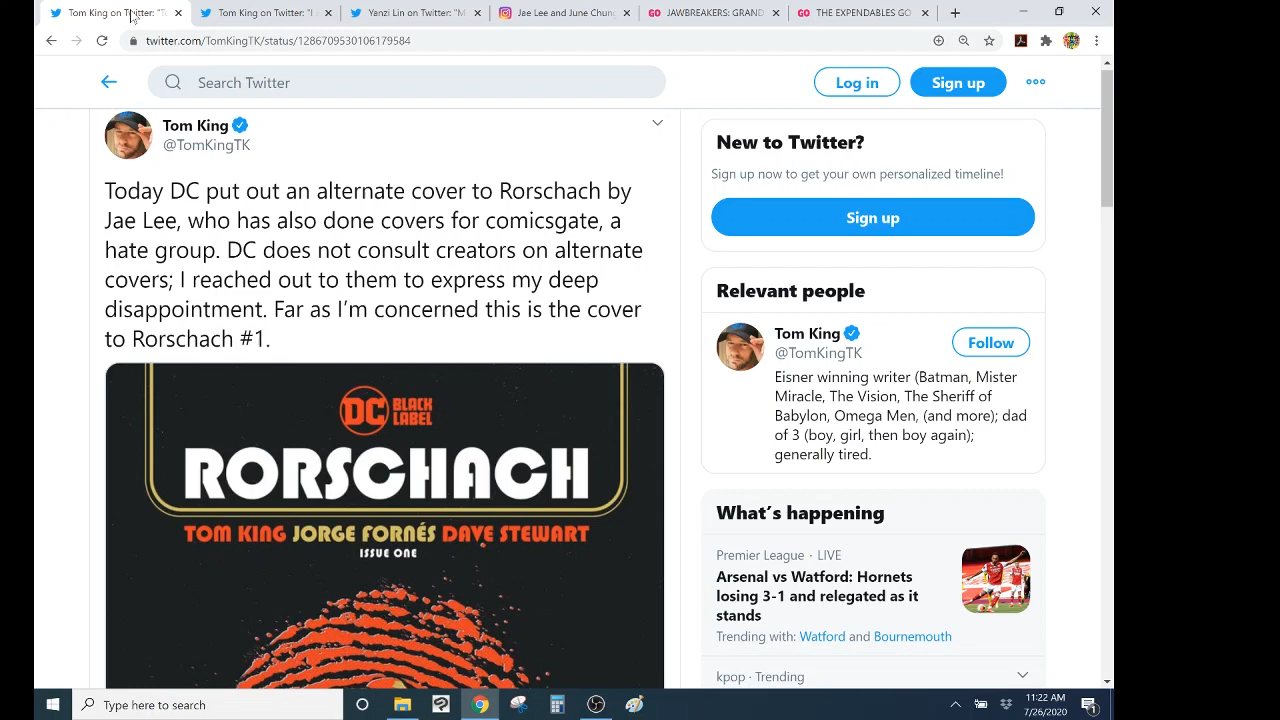 Tom King on Twitter: "To
Tom King on Twitter: "I
Yanzi Lin on Twitter: "M
Jae Lee and June Chung
JAWBREAKERS: GRAND
THE EXPENDABLES GO
twitter.com/TomKingTK/status/1286709530106179584
Search Twitter
Log in
Sign up
Tom King
@TomKingTK
Today DC put out an alternate cover to Rorschach by
Jae Lee, who has also done covers for comicsgate, a
hate group. DC does not consult creators on alternate
covers; I reached out to them to express my deep
disappointment. Far as I'm concerned this is the cover
to Rorschach #1.
DC BLACK
LABEL
RORSCHACH
TOM KING JORGE FORNÉS DAVE STEWART
ISSUE ONE
New to Twitter?
Sign up now to get your own personalized timeline!
Sign up
Relevant people
Tom King
@TomKingTK
Follow
Eisner winning writer (Batman, Mister
Miracle, The Vision, The Sheriff of
Babylon, Omega Men, (and more); dad
of 3 (boy, girl, then boy again);
generally tired.
What's happening
Premier League · LIVE
Arsenal vs Watford: Hornets
losing 3-1 and relegated as it
stands
Trending with: Watford and Bournemouth
kpop · Trending
Type here to search
11:22 AM
7/26/2020
1